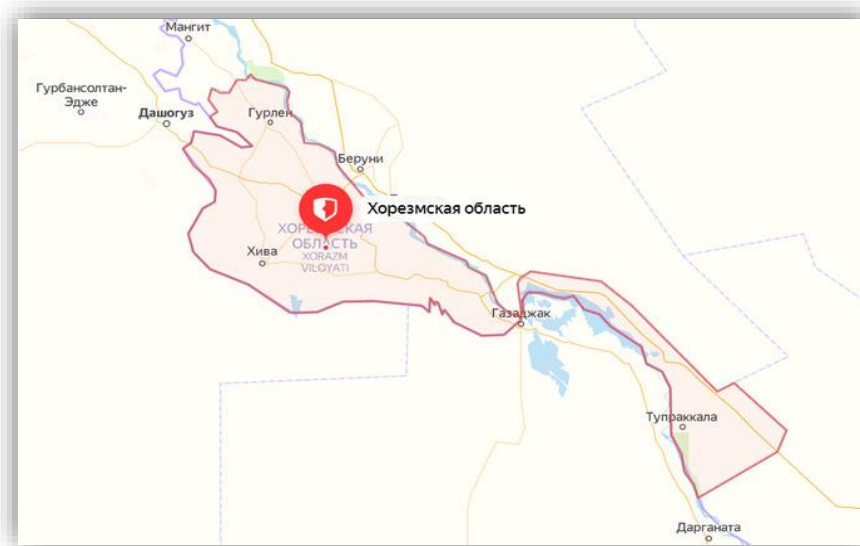 Мангит
Гурбансолтан-
Эдже
Дашогуз
Гурлен
Беруни
Хорезмская область
ХОРЕЗМСКАЯ
ОБЛАСТЬ
XORAZM
VILOYATI
Хива
Газаджак
Тупраккала
Дарганата